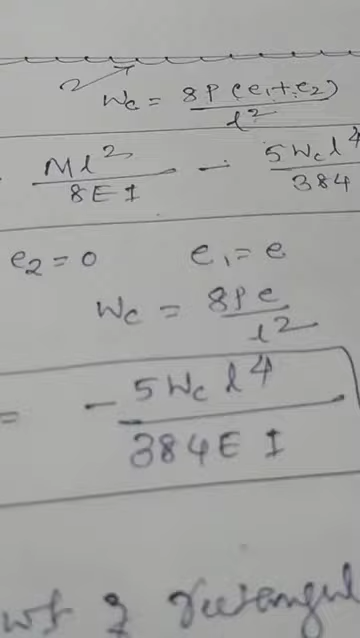 Wc = 8P(e1+e2)/l²
Ml²/8EI - 5Wcl⁴/384
e2=0 e1=e
Wc = 8Pe/l²
= - 5Wcl⁴/384EI